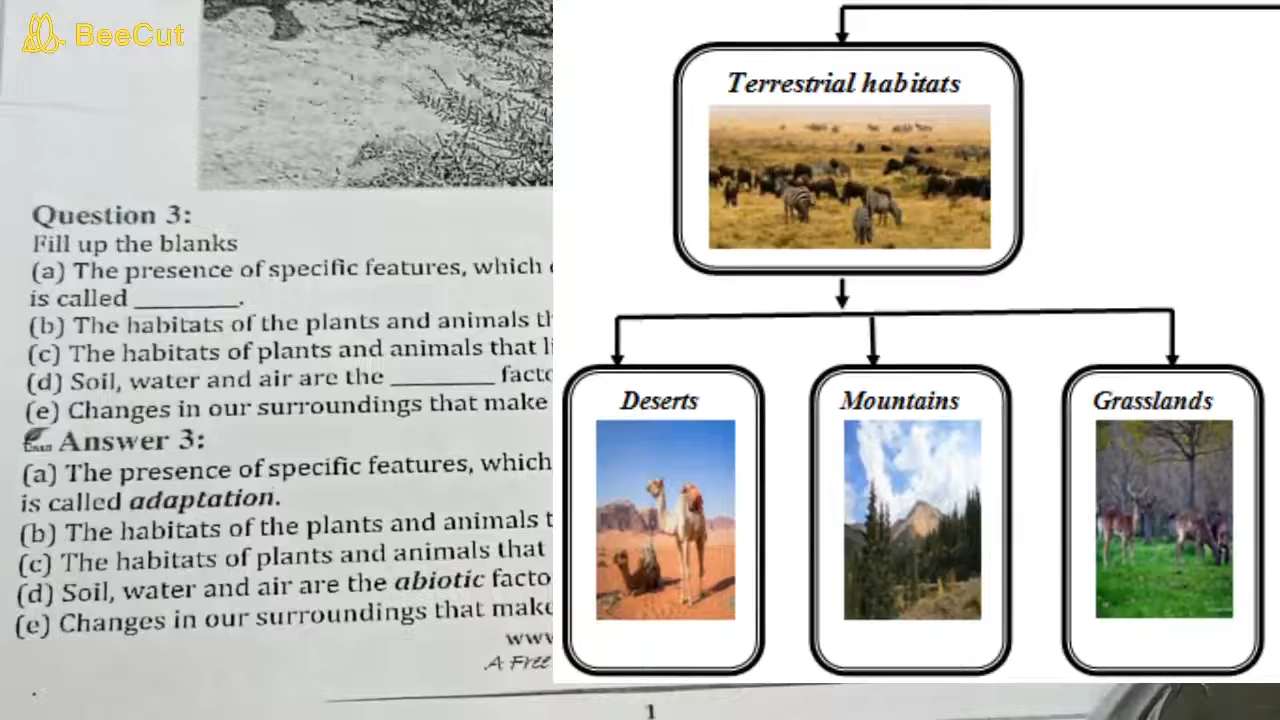 BeeCut
Question 3:
Fill up the blanks
(a) The presence of specific features, which
is called ________.
(b) The habitats of the plants and animals
(c) The habitats of plants and animals that
(d) Soil, water and air are the ________
(e) Changes in our surroundings that make
Answer 3:
(a) The presence of specific features, which
is called adaptation.
(b) The habitats of the plants and animals
(c) The habitats of plants and animals that
(d) Soil, water and air are the abiotic
(e) Changes in our surroundings that make
A Free
1
Terrestrial habitats
Deserts
Mountains
Grasslands